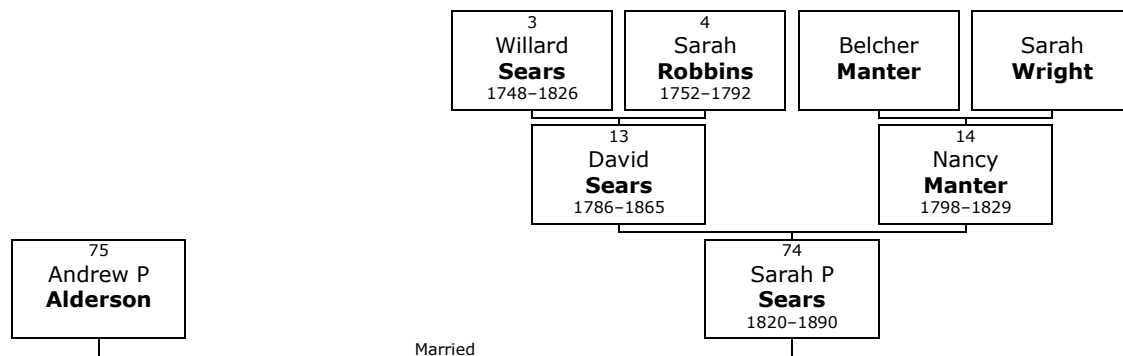 3
Willard
Sears
1748–1826
4
Sarah
Robbins
1752–1792
Belcher
Manter
Sarah
Wright
13
David
Sears
1786–1865
14
Nancy
Manter
1798–1829
75
Andrew P
Alderson
74
Sarah P
Sears
1820–1890
Married